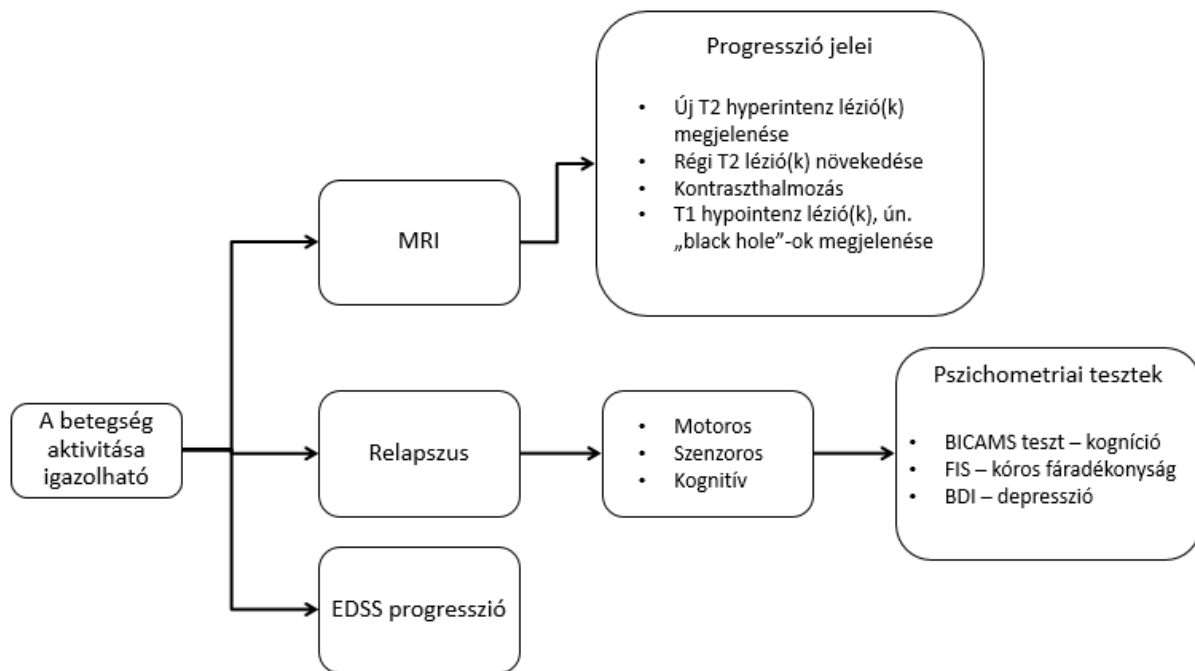 Progresszió jelei
• Új T2 hyperintenz lézió(k)
megjelenése
• Régi T2 lézió(k) növekedése
• Kontraszthalmozás
• T1 hypointenz lézió(k), ún.
„black hole”-ok megjelenése
MRI
A betegség
aktivitása
igazolható
Relapszus
• Motoros
• Szenzoros
• Kognitív
Pszichometriai tesztek
• BICAMS teszt – kogníció
• FIS – kóros fáradékonyság
• BDI – depresszió
EDSS progresszió